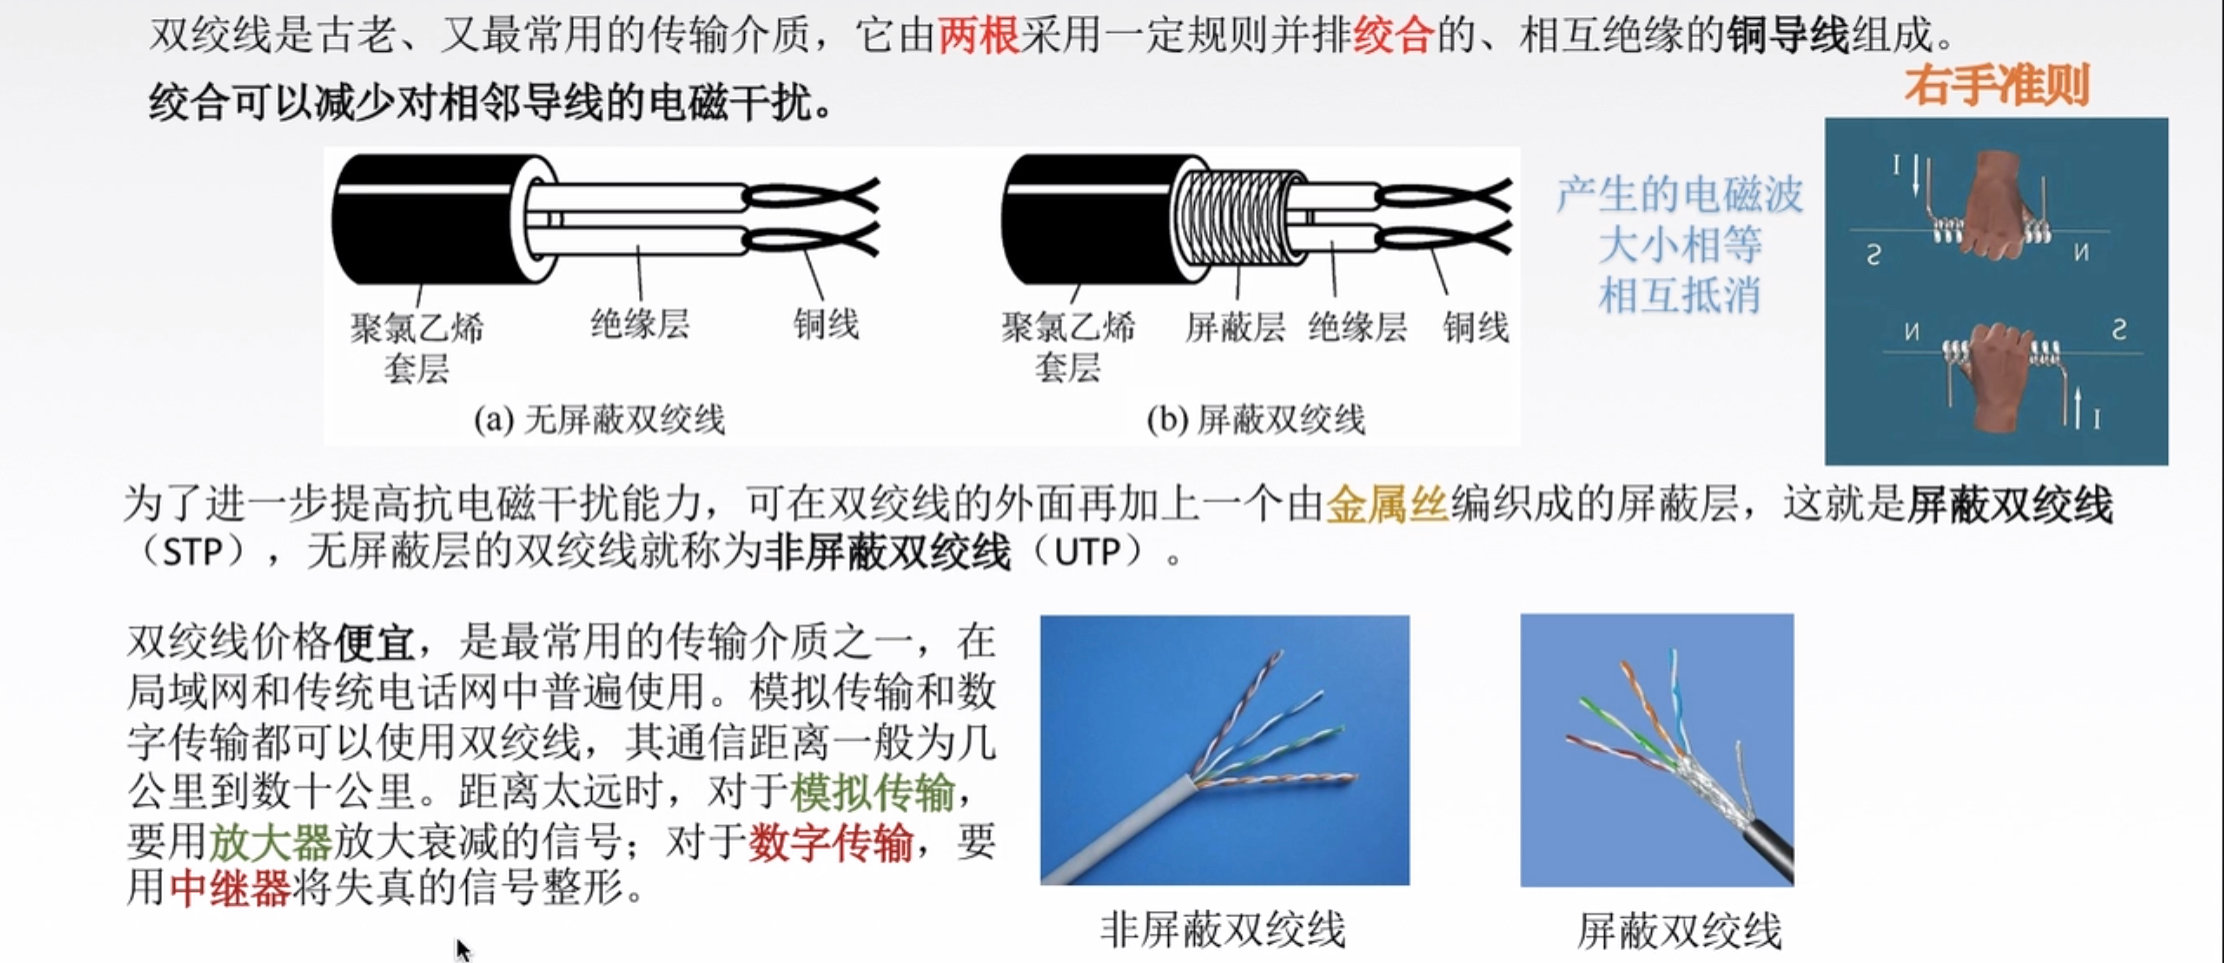 双绞线是古老、又最常用的传输介质，它由两根采用一定规则并排绞合的、相互绝缘的铜导线组成。
绞合可以减少对相邻导线的电磁干扰。
右手准则
产生的电磁波
大小相等
相互抵消
I
S
N
N
S
I
聚氯乙烯
套层
绝缘层
铜线
(a) 无屏蔽双绞线
聚氯乙烯
套层
屏蔽层
绝缘层
铜线
(b) 屏蔽双绞线
为了进一步提高抗电磁干扰能力，可在双绞线的外面再加上一个由金属丝编织成的屏蔽层，这就是屏蔽双绞线
（STP），无屏蔽层的双绞线就称为非屏蔽双绞线（UTP）。
双绞线价格便宜，是最常用的传输介质之一，在
局域网和传统电话网中普遍使用。模拟传输和数
字传输都可以使用双绞线，其通信距离一般为几
公里到数十公里。距离太远时，对于模拟传输，
要用放大器放大衰减的信号；对于数字传输，要
用中继器将失真的信号整形。
非屏蔽双绞线
屏蔽双绞线